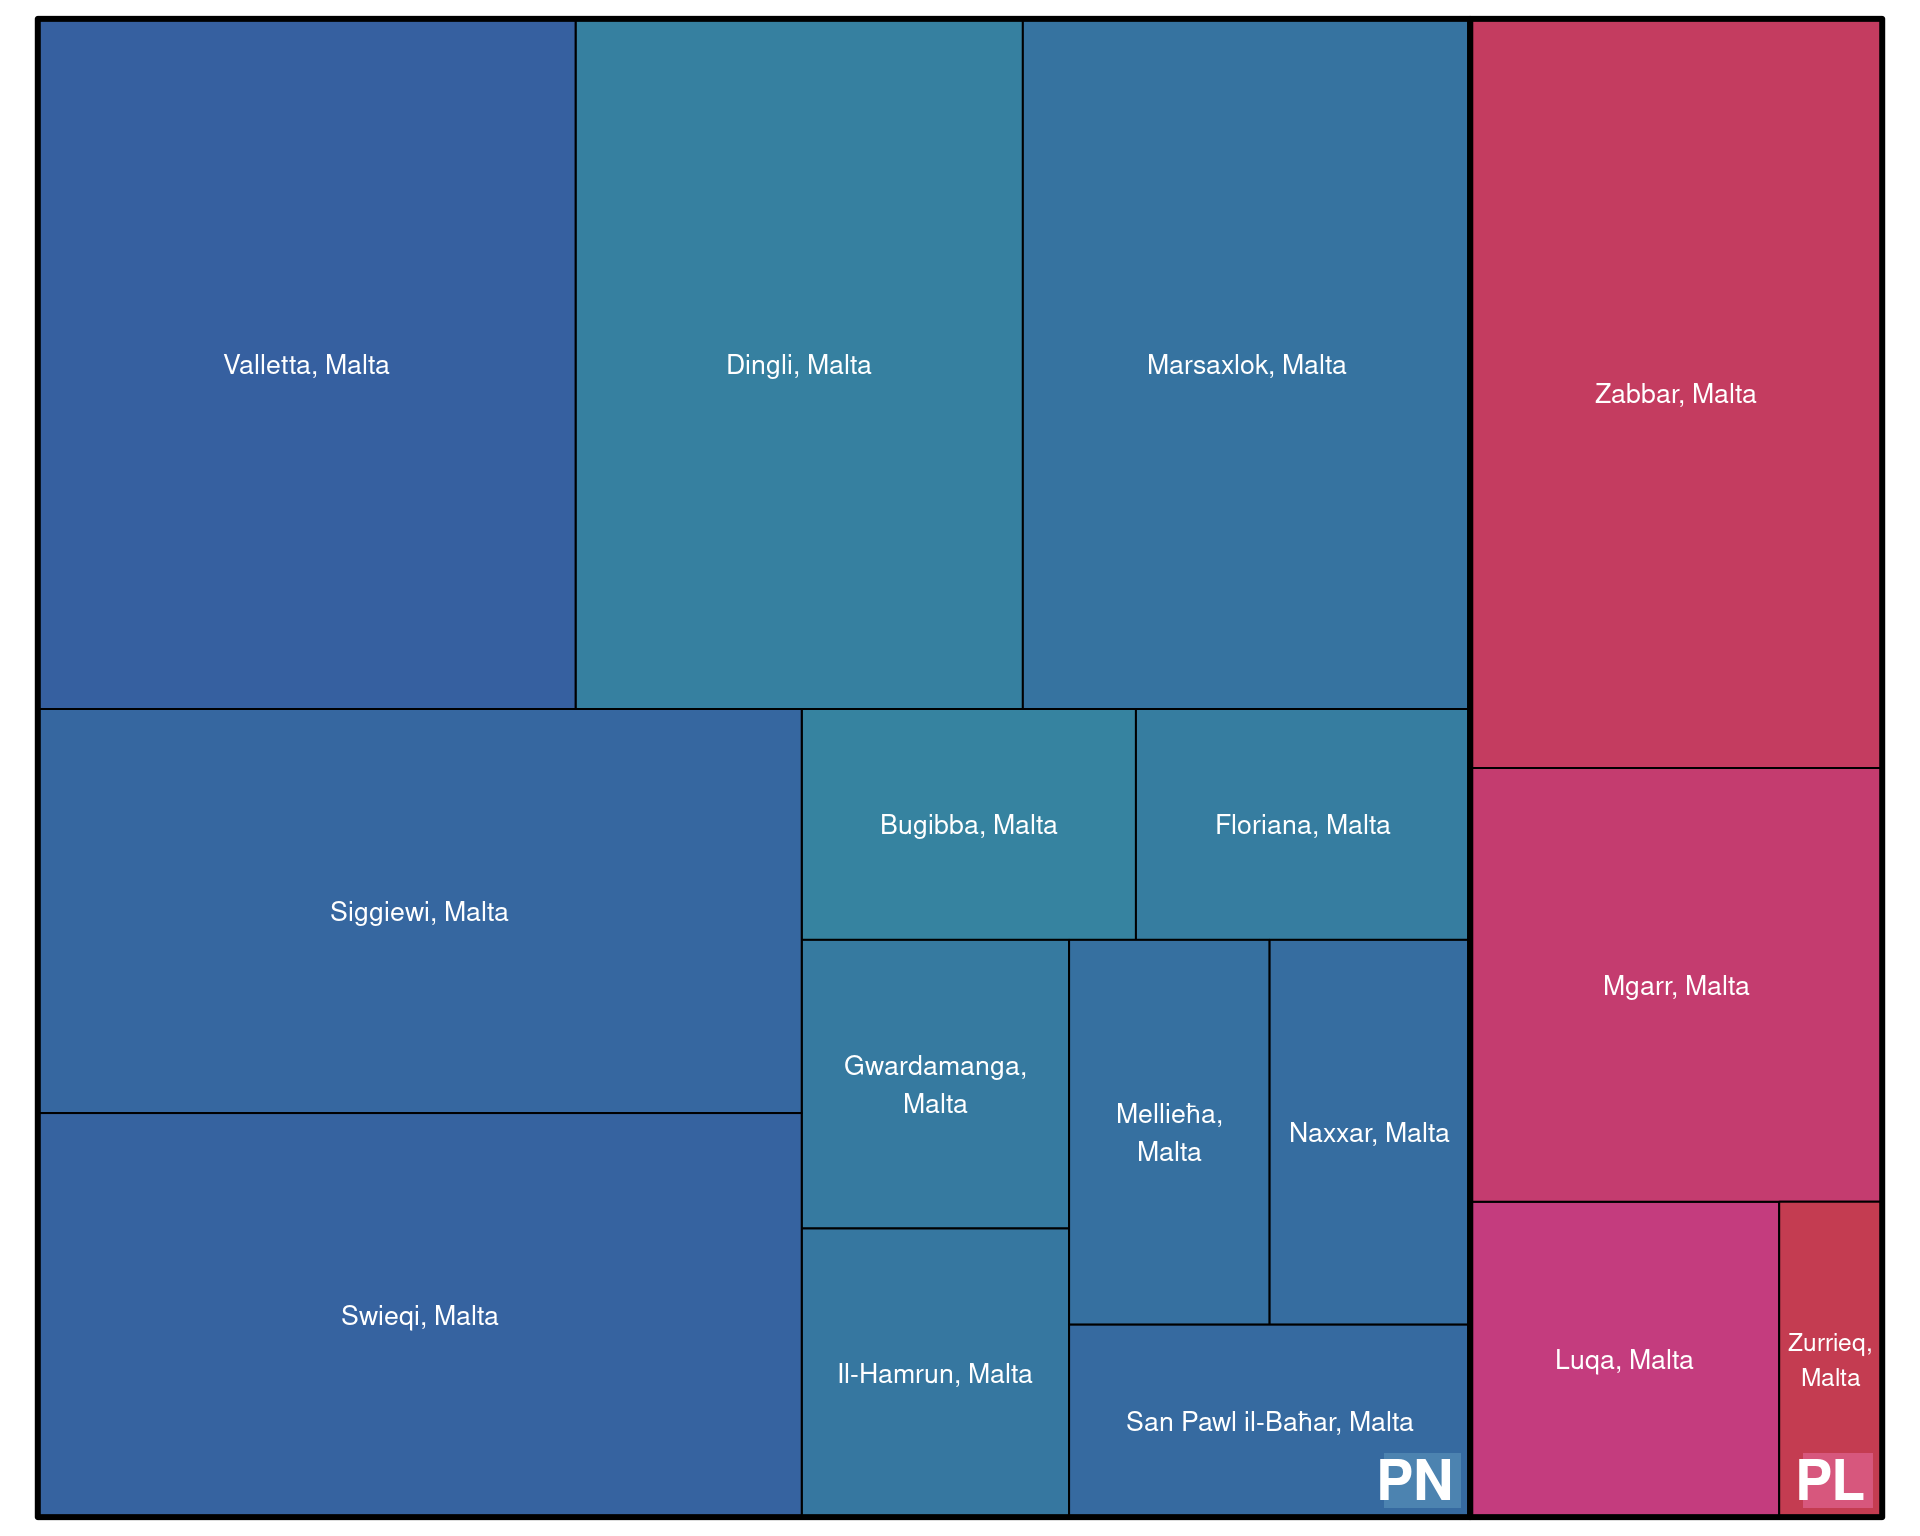 Valletta, Malta
Dingli, Malta
Marsaxlok, Malta
Zabbar, Malta
Siggiewi, Malta
Bugibba, Malta
Floriana, Malta
Mgarr, Malta
Gwardamanga,
Malta
Mellieħa,
Malta
Naxxar, Malta
Swieqi, Malta
Il-Hamrun, Malta
San Pawl il-Baħar, Malta
Luqa, Malta
Zurrieq,
Malta
PN
PL